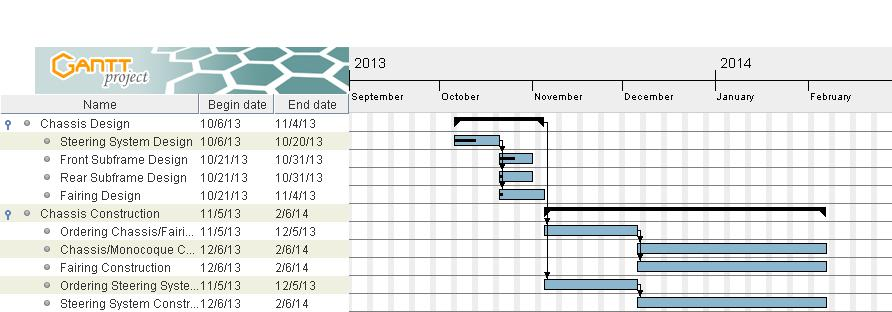 GANTT project
2013 2014
September October November December January February
Name Begin date End date
Chassis Design 10/6/13 11/4/13
Steering System Design 10/6/13 10/20/13
Front Subframe Design 10/21/13 10/31/13
Rear Subframe Design 10/21/13 10/31/13
Fairing Design 10/21/13 11/4/13
Chassis Construction 11/5/13 2/6/14
Ordering Chassis/Fairi... 11/5/13 12/5/13
Chassis/Monocoque C... 12/6/13 2/6/14
Fairing Construction 12/6/13 2/6/14
Ordering Steering Syste... 11/5/13 12/5/13
Steering System Constr... 12/6/13 2/6/14